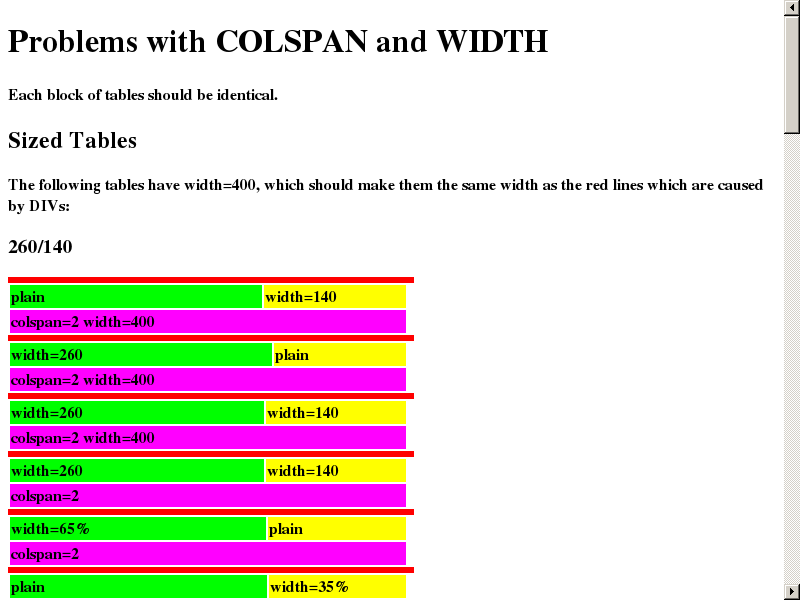 Problems with COLSPAN and WIDTH
Each block of tables should be identical.
Sized Tables
The following tables have width=400, which should make them the same width as the red lines which are caused
by DIVs:
260/140
plain width=140
colspan=2 width=400
width=260 plain
colspan=2 width=400
width=260 width=140
colspan=2 width=400
width=260 width=140
colspan=2
width=65% plain
colspan=2
plain width=35%